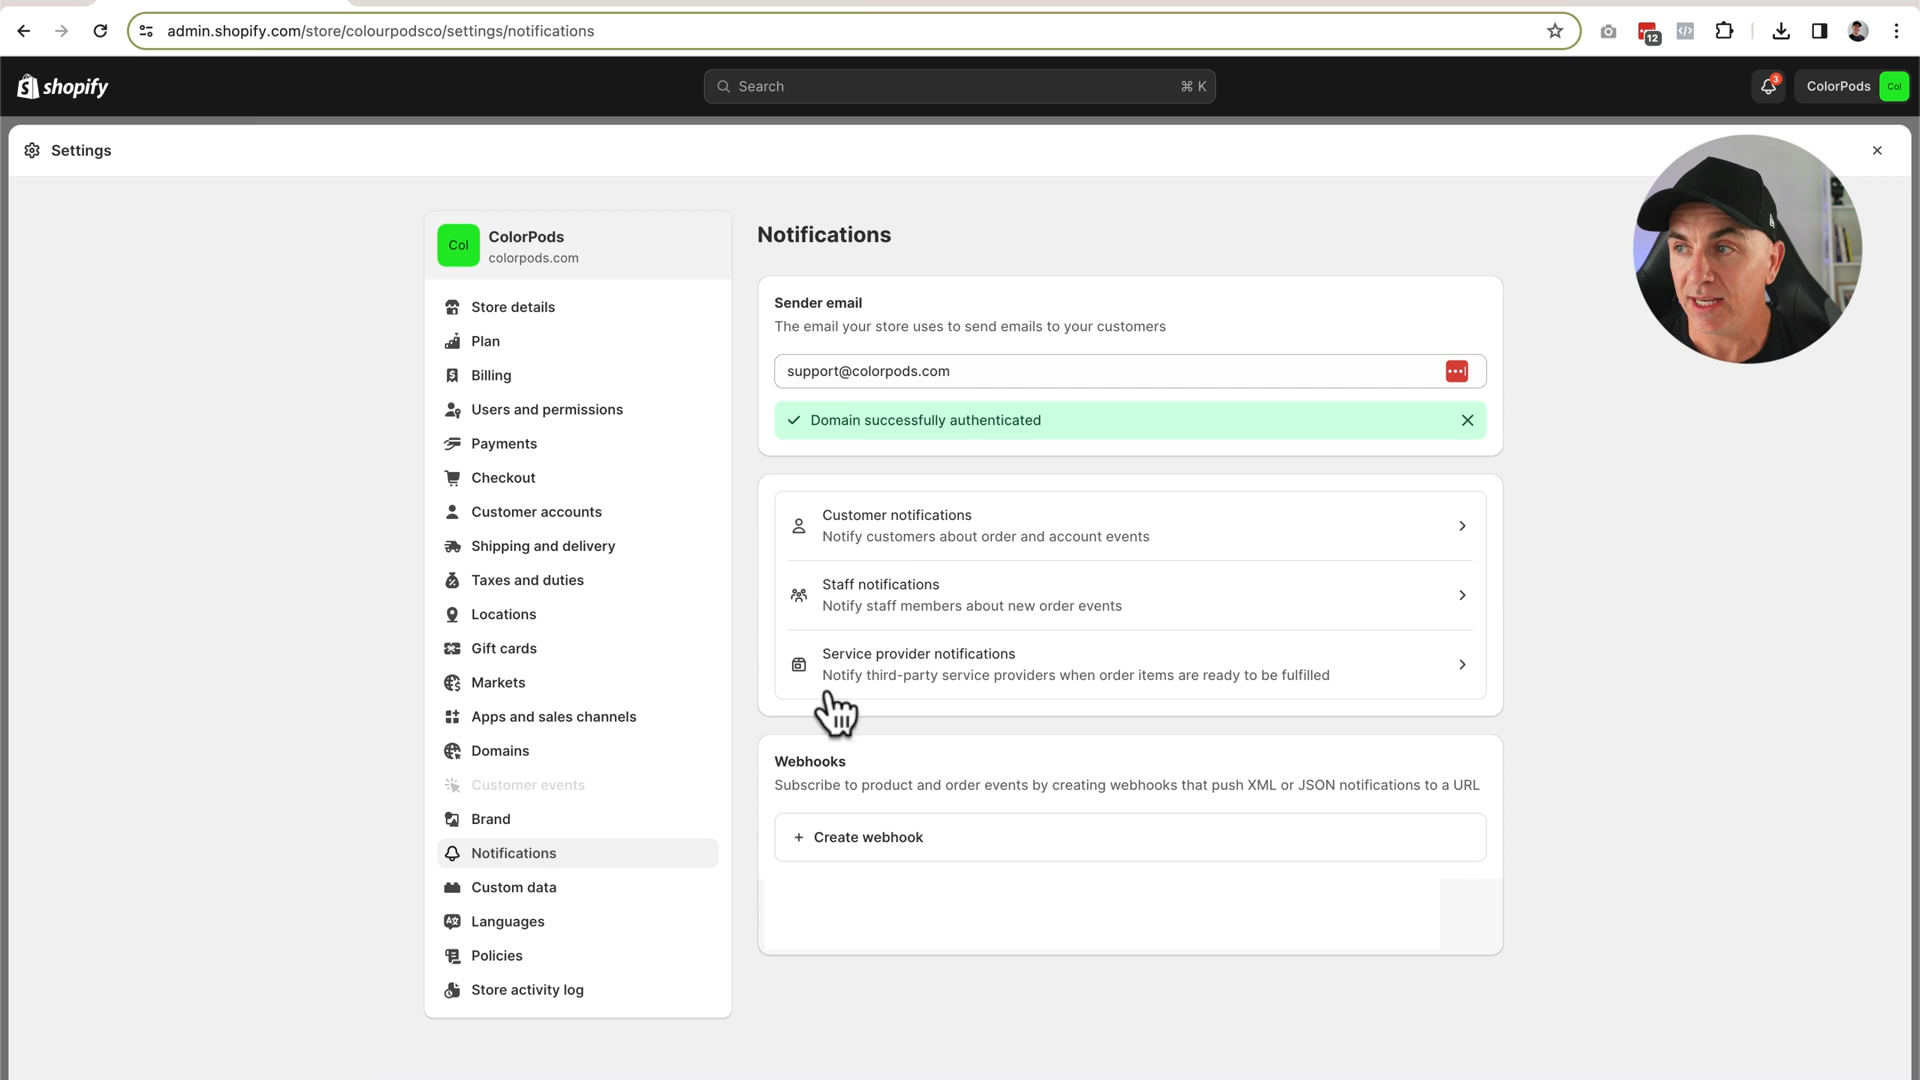 admin.shopify.com/store/colourpodsco/settings/notifications
12
shopify
Search
⌘ K
3
ColorPods
Col
Settings
Col
ColorPods
colorpods.com
Store details
Plan
Billing
Users and permissions
Payments
Checkout
Customer accounts
Shipping and delivery
Taxes and duties
Locations
Gift cards
Markets
Apps and sales channels
Domains
Customer events
Brand
Notifications
Custom data
Languages
Policies
Store activity log
Notifications
Sender email
The email your store uses to send emails to your customers
support@colorpods.com
Domain successfully authenticated
Customer notifications
Notify customers about order and account events
Staff notifications
Notify staff members about new order events
Service provider notifications
Notify third-party service providers when order items are ready to be fulfilled
Webhooks
Subscribe to product and order events by creating webhooks that push XML or JSON notifications to a URL
+ Create webhook